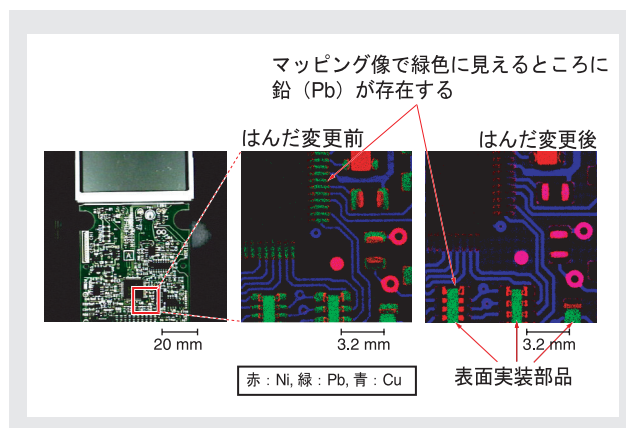 マッピング像で緑色に見えるところに
鉛（Pb）が存在する
はんだ変更前
はんだ変更後
20 mm
3.2 mm
3.2 mm
赤：Ni, 緑：Pb, 青：Cu
表面実装部品